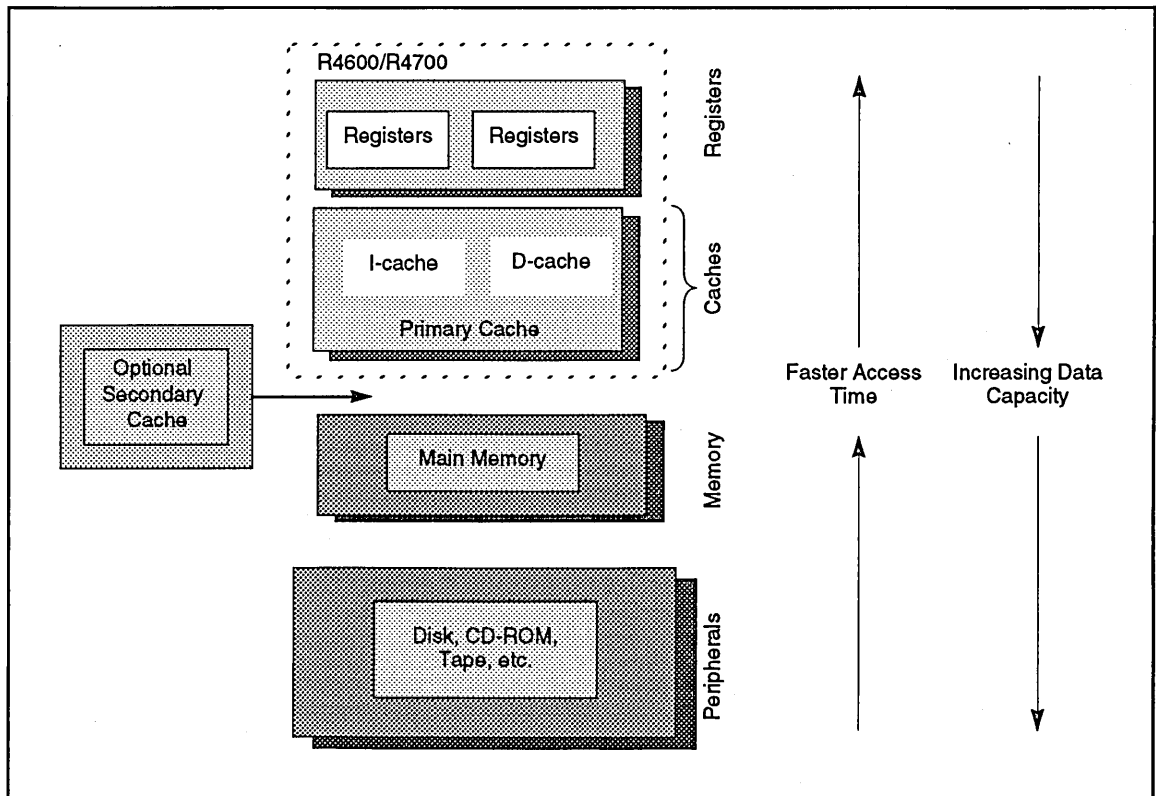 R4600/R4700
Registers
Registers
Registers
I-cache
D-cache
Primary Cache
Caches
Optional
Secondary
Cache
Faster Access
Time
Increasing Data
Capacity
Main Memory
Memory
Disk, CD-ROM,
Tape, etc.
Peripherals